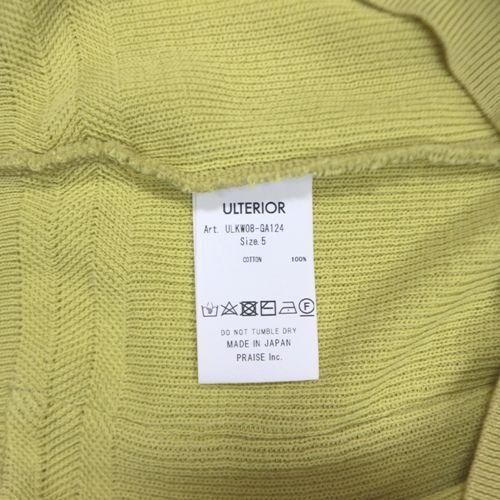 ULTERIOR
Art. ULKW08-GA124
Size.5
COTTON 100%
F
DO NOT TUMBLE DRY
MADE IN JAPAN
PRAISE Inc.